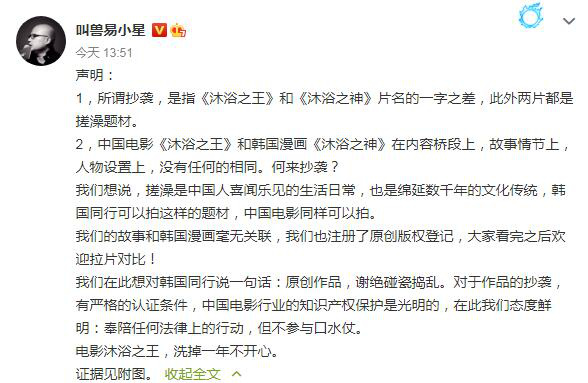 叫兽易小星
今天 13:51
声明：
1，所谓抄袭，是指《沐浴之王》和《沐浴之神》片名的一字之差，此外两片都是
搓澡题材。
2，中国电影《沐浴之王》和韩国漫画《沐浴之神》在内容桥段上，故事情节上，
人物设置上，没有任何的相同。何来抄袭？
我们想说，搓澡是中国人喜闻乐见的生活日常，也是绵延数千年的文化传统，韩
国同行可以拍这样的题材，中国电影同样可以拍。
我们的故事和韩国漫画毫无关联，我们也注册了原创版权登记，大家看完之后欢
迎拉片对比！
我们在此想对韩国同行说一句话：原创作品，谢绝碰瓷捣乱。对于作品的抄袭，
有严格的认证条件，中国电影行业的知识产权保护是光明的，在此我们态度鲜
明：奉陪任何法律上的行动，但不参与口水仗。
电影沐浴之王，洗掉一年不开心。
证据见附图。 收起全文